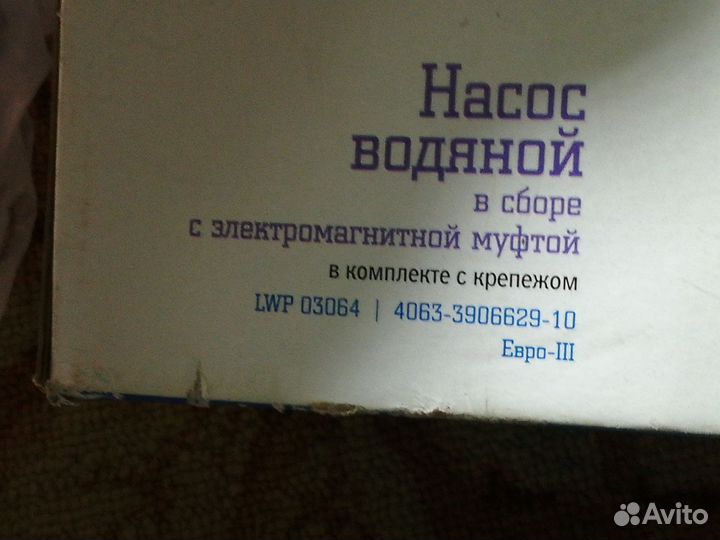 Насос
водяной
в сборе
с электромагнитной муфтой
в комплекте с крепежом
LWP 03064 | 4063-3906629-10
Евро-III
Avito